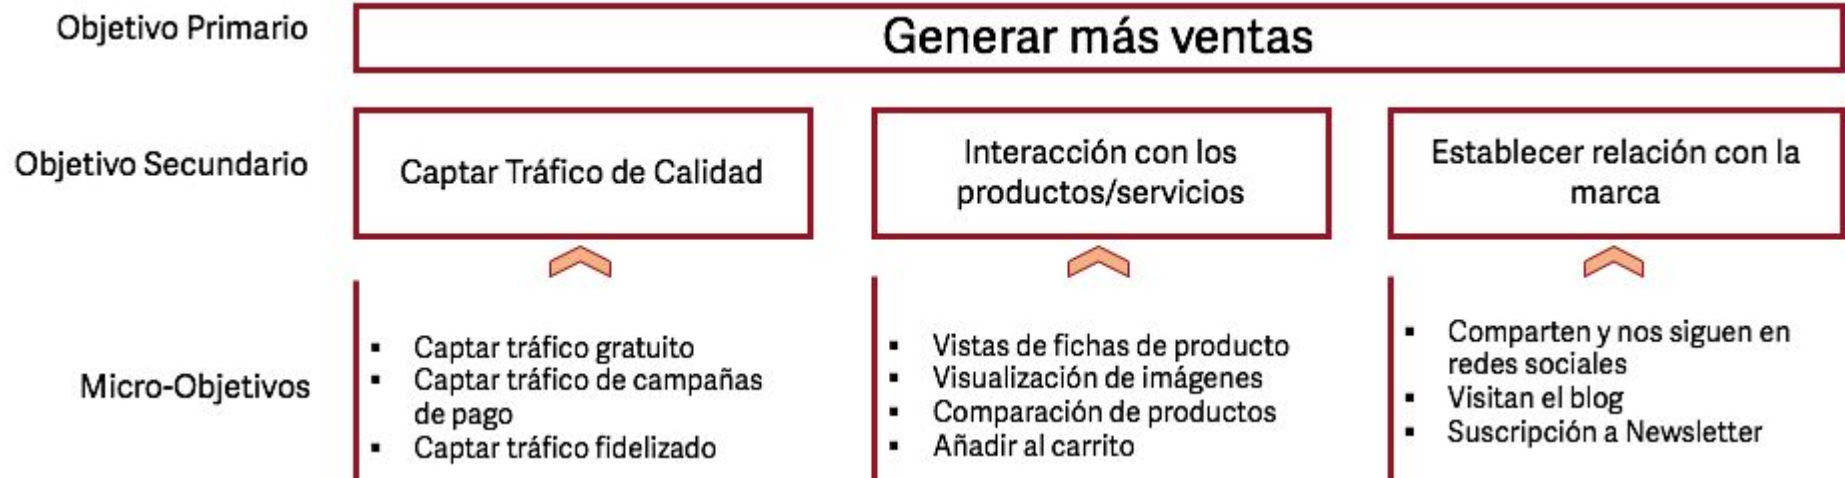 Objetivo Primario
Generar más ventas
Objetivo Secundario
Captar Tráfico de Calidad
Interacción con los
productos/servicios
Establecer relación con la
marca
Micro-Objetivos
▪ Captar tráfico gratuito
▪ Captar tráfico de campañas
de pago
▪ Captar tráfico fidelizado
▪ Vistas de fichas de producto
▪ Visualización de imágenes
▪ Comparación de productos
▪ Añadir al carrito
▪ Comparten y nos siguen en
redes sociales
▪ Visitan el blog
▪ Suscripción a Newsletter